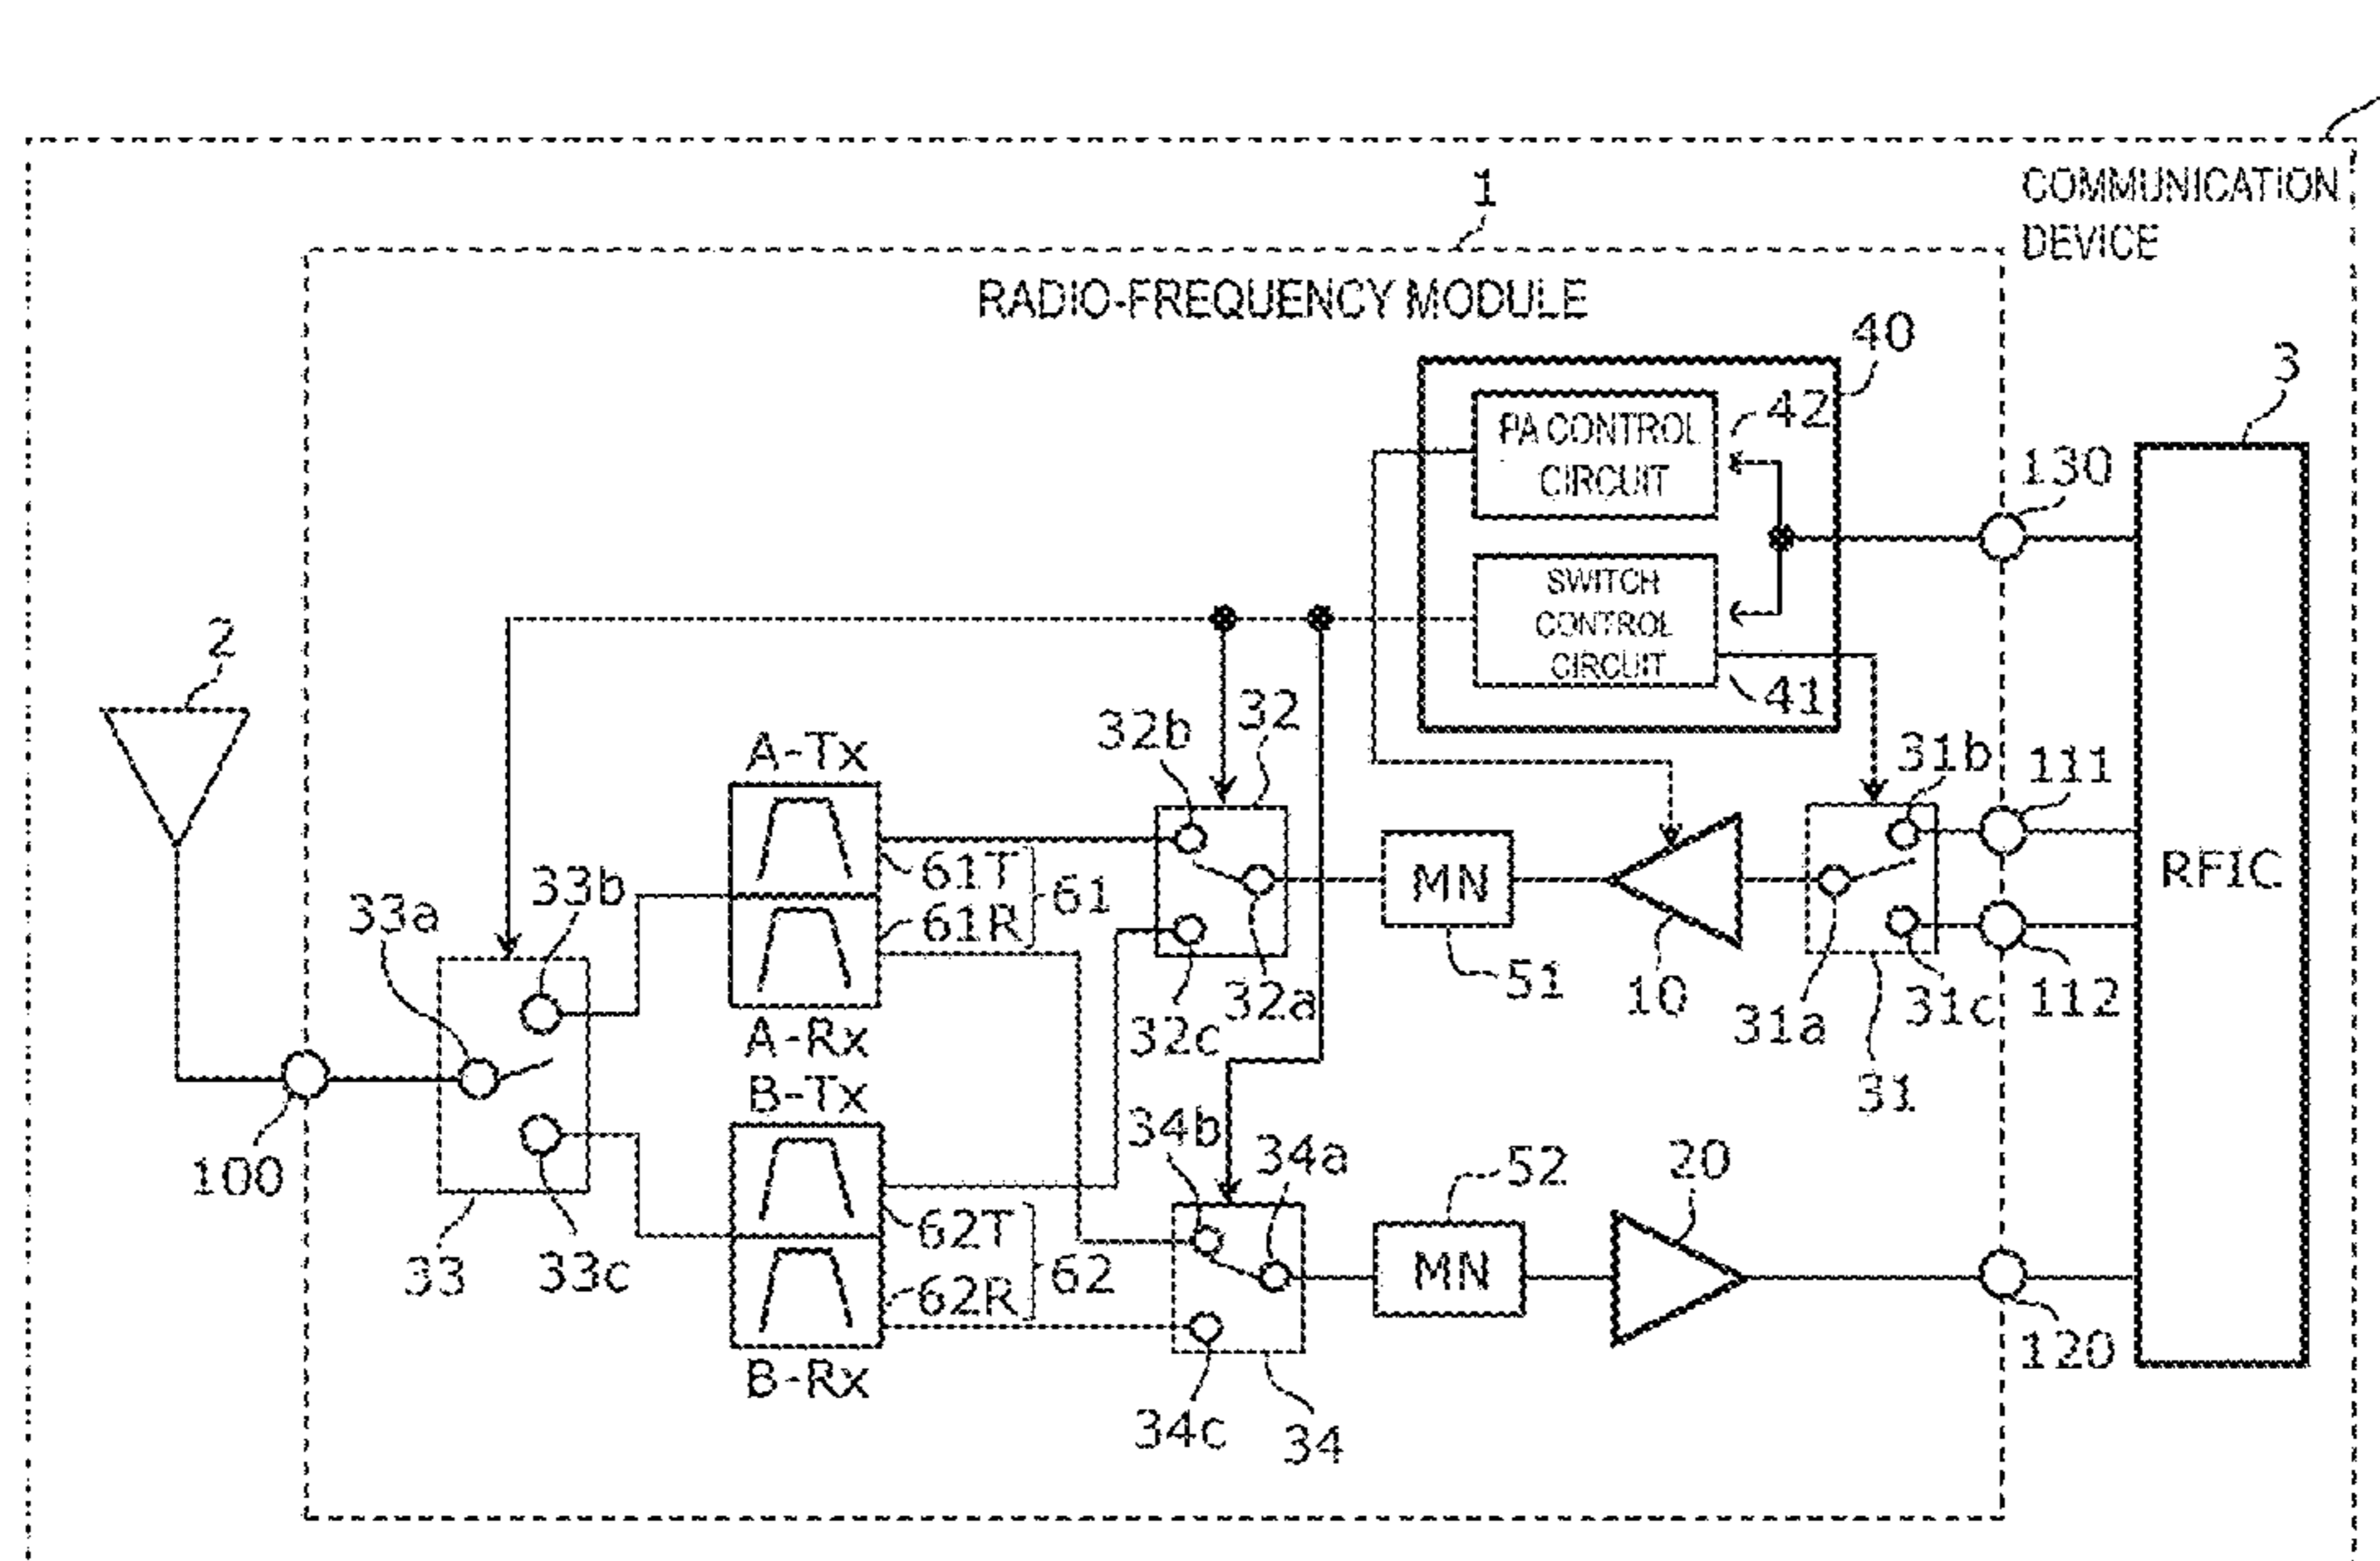 COMMUNICATION
DEVICE
1
RADIO-FREQUENCY MODULE
40
3
PA CONTROL
CIRCUIT
42
130
SWITCH
CONTROL
CIRCUIT
41
2
32b
32
31b
111
A-Tx
61T
61
61R
A-Rx
33b
33a
MN
51
10
RFIC
32a
32c
31a
31c
112
31
100
B-Tx
34b
34a
52
20
62T
62
62R
B-Rx
33
33c
MN
120
34c
34